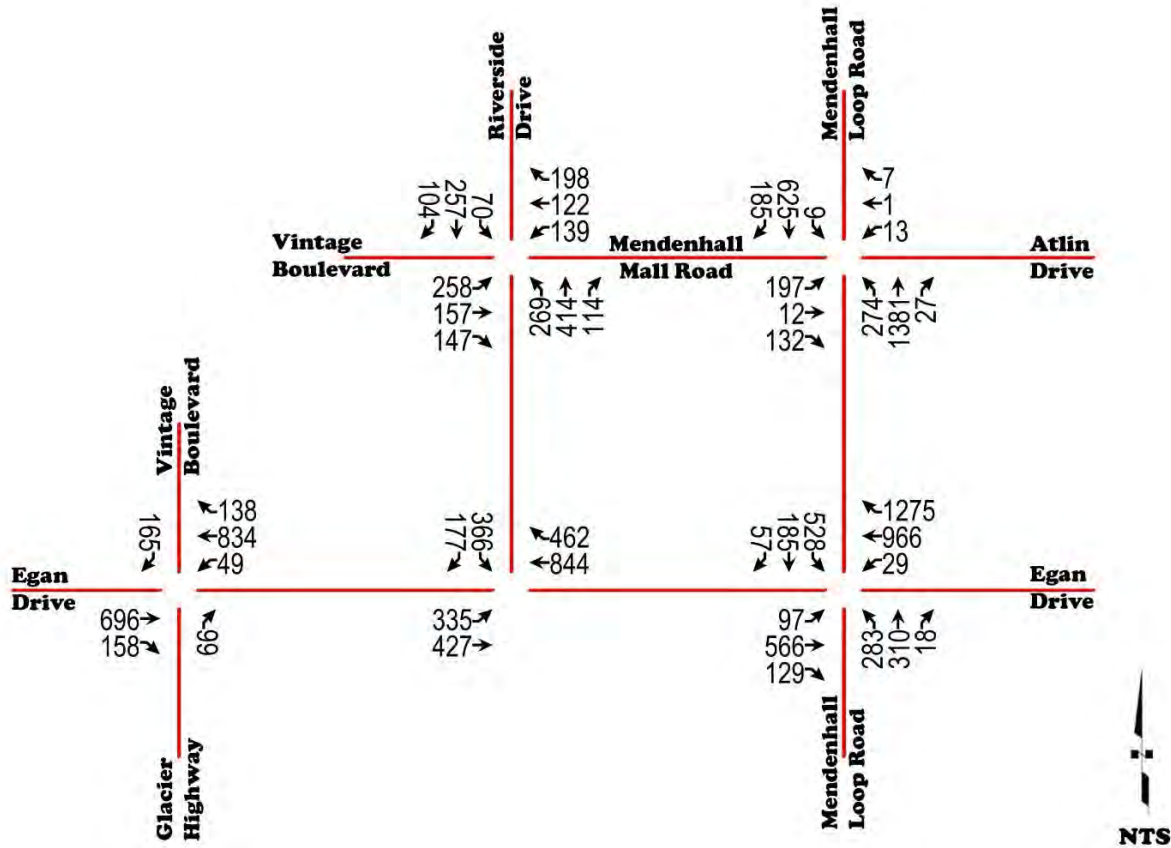 Riverside
Drive
Mendenhall
Loop Road
104
257
70
198
122
139
185
625
9
7
1
13
Vintage
Boulevard
Mendenhall
Mall Road
Atlin
Drive
258
157
147
269
414
114
197
12
132
274
1381
27
Vintage
Boulevard
165
138
834
49
177
366
462
844
57
185
528
1275
966
29
Egan
Drive
Egan
Drive
696
158
66
335
427
97
566
129
283
310
18
Glacier
Highway
Mendenhall
Loop Road
NTS